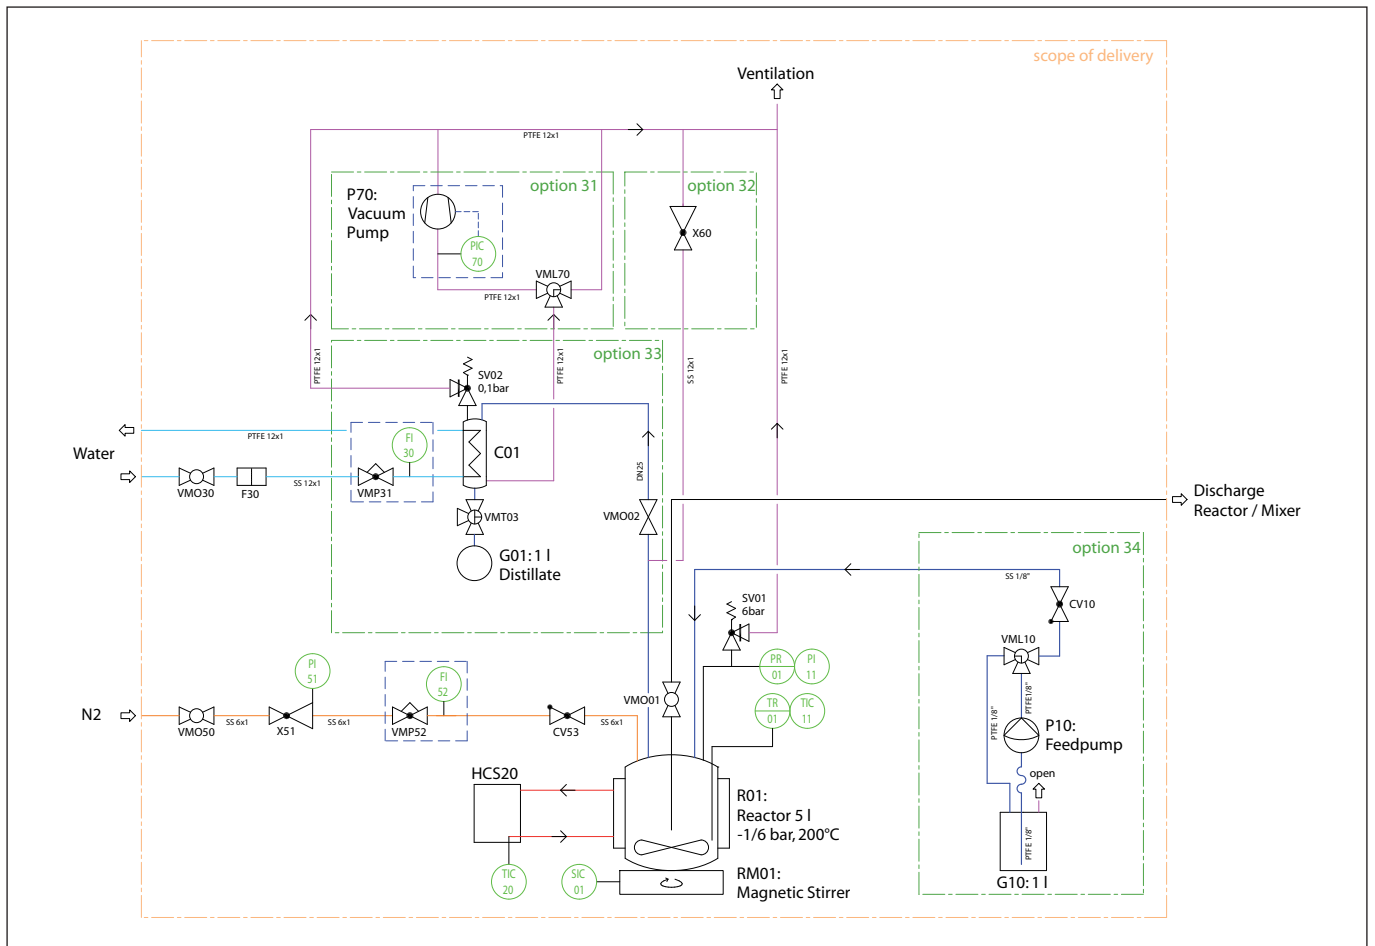 scope of delivery
Ventilation
PTFE 12x1
option 31
option 32
P70:
Vacuum
Pump
PIC
70
X60
VML70
PTFE 12x1
PTFE 12x1
PTFE 12x1
SS 12x1
PTFE 12x1
option 33
SV02
0,1bar
PTFE 12x1
Water
FI
30
C01
VMO30
F30
SS 12x1
VMP31
DN25
VMT03
VMO02
G01: 1 l
Distillate
Discharge
Reactor / Mixer
option 34
SS 1/8"
CV10
SV01
6bar
VML10
PTFE1/8"
PTFE 1/8"
P10:
Feedpump
open
PTFE 1/8"
G10: 1 l
PR
01
PI
11
TR
01
TIC
11
VMO01
N2
PI
51
FI
52
VMO50
SS 6x1
X51
SS 6x1
VMP52
CV53
SS 6x1
HCS20
R01:
Reactor 5 l
-1/6 bar, 200°C
TIC
20
SIC
01
RM01:
Magnetic Stirrer